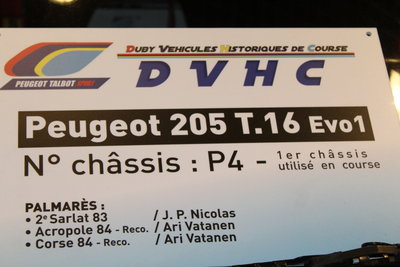 Duby Vehicules Historiques de Course
DVHC
PEUGEOT TALBOT
Peugeot 205 T.16 Evo1
N° châssis : P4 - 1er châssis
utilisé en course
PALMARÈS :
• 2e Sarlat 83 / J. P. Nicolas
• Acropole 84 - Reco. / Ari Vatanen
• Corse 84 - Reco. / Ari Vatanen